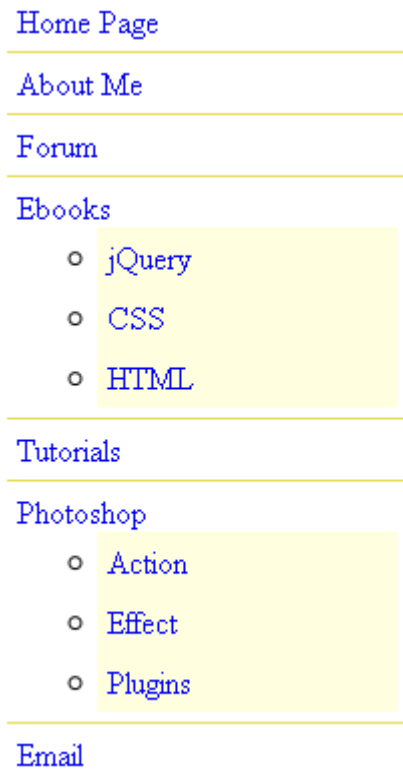 Home Page
About Me
Forum
Ebooks
jQuery
CSS
HTML
Tutorials
Photoshop
Action
Effect
Plugins
Email